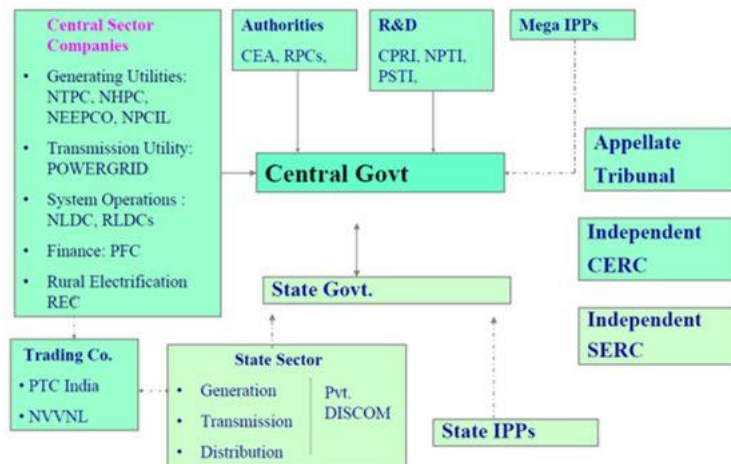 Central Sector
Companies
• Generating Utilities:
NTPC, NHPC,
NEEPCO, NPCIL
• Transmission Utility:
POWERGRID
• System Operations :
NLDC, RLDCs
• Finance: PFC
• Rural Electrification
REC
Authorities
CEA, RPCs,
R&D
CPRI, NPTI,
PSTI,
Mega IPPs
Central Govt
Appellate
Tribunal
Independent
CERC
State Govt.
Independent
SERC
Trading Co.
• PTC India
• NVVNL
State Sector
• Generation
• Transmission
• Distribution
Pvt.
DISCOM
State IPPs